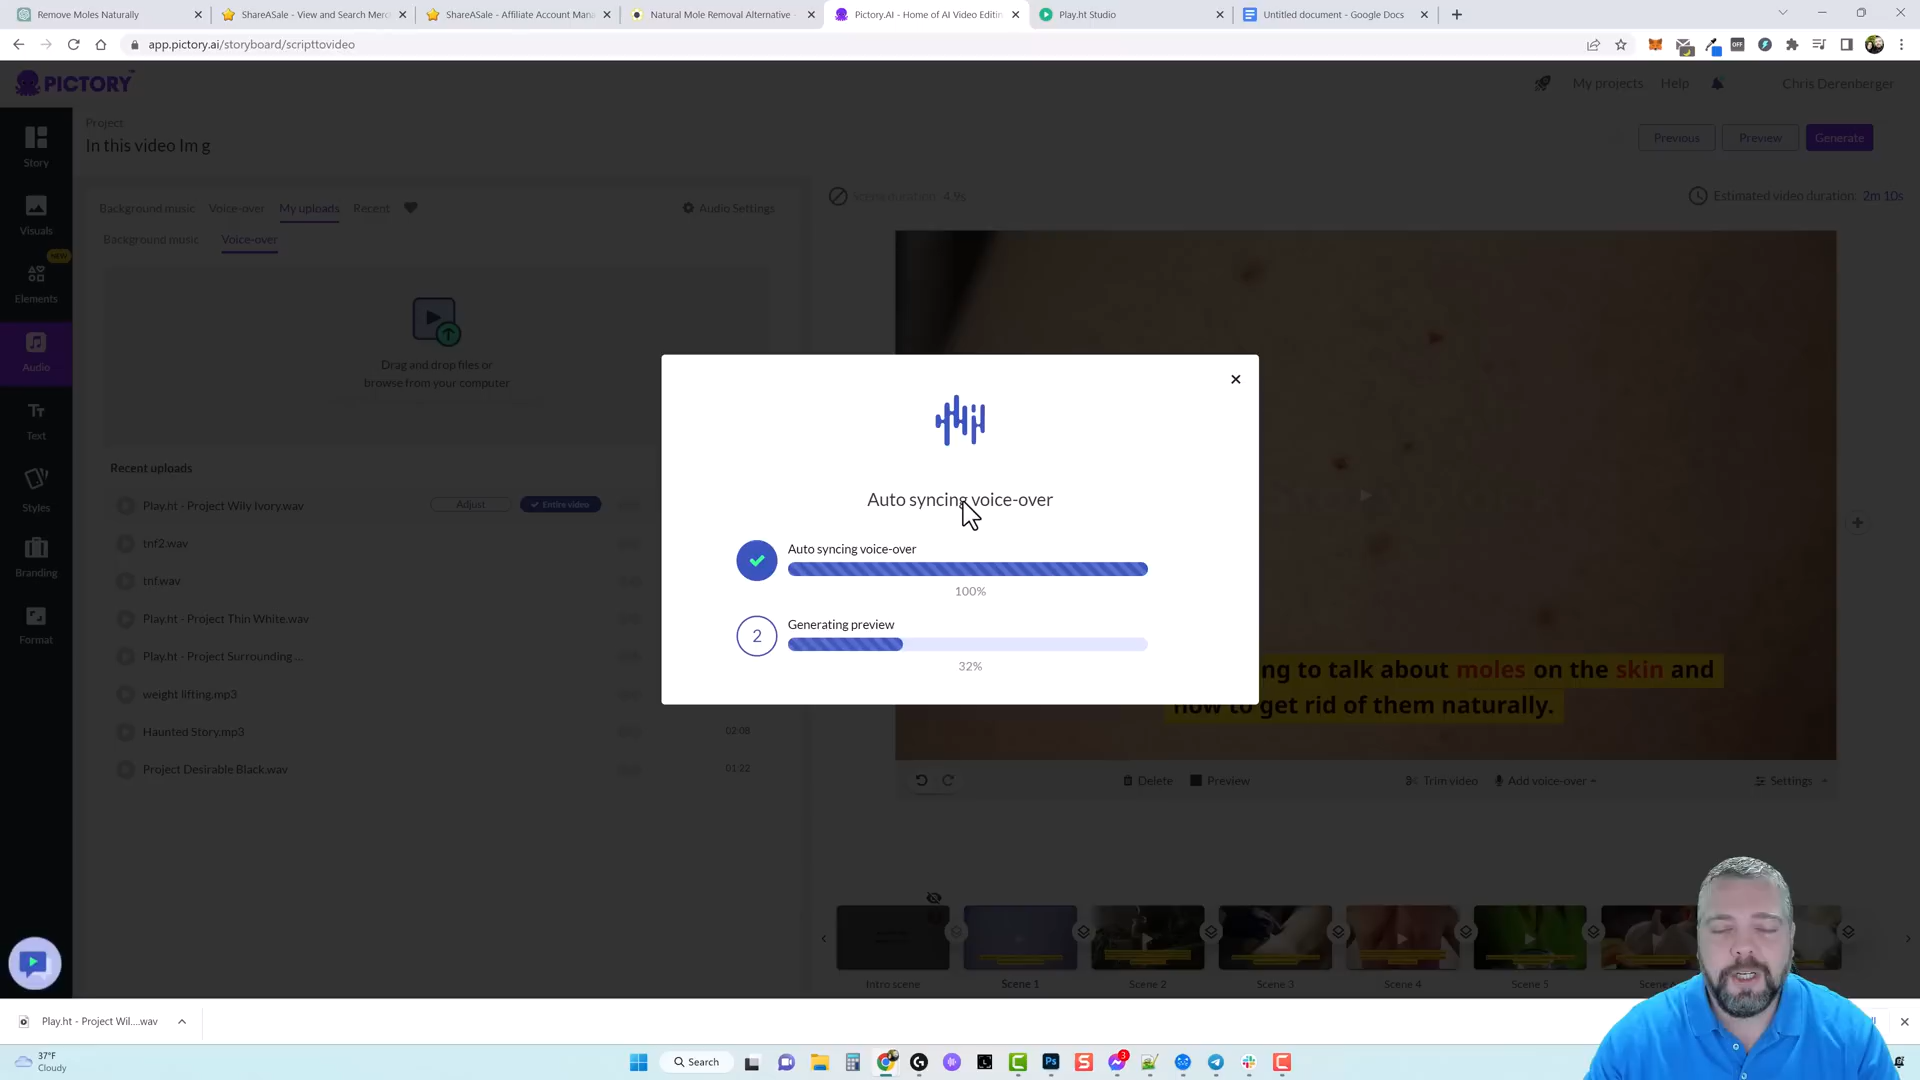 Remove Moles Naturally
ShareASale - View and Search Merc
ShareASale - Affiliate Account Mana
Natural Mole Removal Alternative -
Pictory.AI - Home of AI Video Editin
Play.ht Studio
Untitled document - Google Docs
app.pictory.ai/storyboard/scripttovideo
OFF
PICTORY
My projects
Help
Chris Derenberger
Project
In this video Im g
Previous
Preview
Generate
Story
Visuals
NEW
Elements
Audio
Text
Styles
Branding
Format
Background music
Voice-over
My uploads
Recent
Audio Settings
Background music
Voice-over
Drag and drop files or
browse from your computer
Recent uploads
Play.ht - Project Wily Ivory.wav
Adjust
Entire video
tnf2.wav
tnf.wav
Play.ht - Project Thin White.wav
Play.ht - Project Surrounding ...
weight lifting.mp3
Haunted Story.mp3
02:08
Project Desirable Black.wav
01:22
Scene duration: 4.9s
Estimated video duration: 2m 10s
Auto syncing voice-over
Auto syncing voice-over
100%
2
Generating preview
32%
ng to talk about moles on the skin and
how to get rid of them naturally.
Delete
Preview
Trim video
Add voice-over
Settings
Intro scene
Scene 1
Scene 2
Scene 3
Scene 4
Scene 5
Play.ht - Project Wil....wav
37°F
Cloudy
Search
3